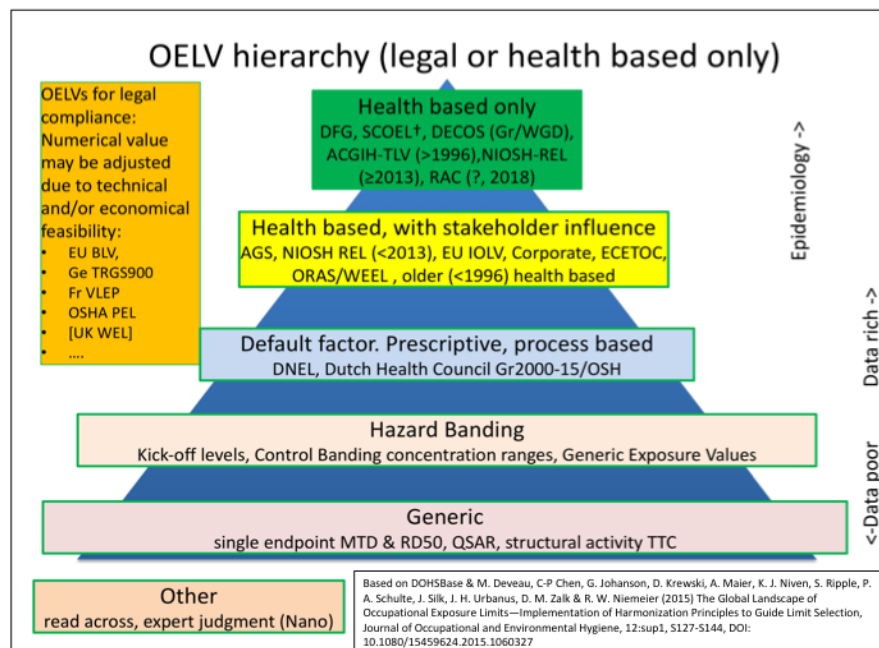 OELV hierarchy (legal or health based only)
OELVs for legal
compliance:
Numerical value
may be adjusted
due to technical
and/or economical
feasibility:
• EU BLV,
• Ge TRGS900
• Fr VLEP
• OSHA PEL
• [UK WEL]
• ....
Health based only
DFG, SCOEL†, DECOS (Gr/WGD),
ACGIH-TLV (>1996),NIOSH-REL
(≥2013), RAC (?, 2018)
Health based, with stakeholder influence
AGS, NIOSH REL (<2013), EU IOLV, Corporate, ECETOC,
ORAS/WEEL , older (<1996) health based
Default factor. Prescriptive, process based
DNEL, Dutch Health Council Gr2000-15/OSH
Hazard Banding
Kick-off levels, Control Banding concentration ranges, Generic Exposure Values
Generic
single endpoint MTD & RD50, QSAR, structural activity TTC
Other
read across, expert judgment (Nano)
Epidemiology ->
Data rich ->
<-Data poor
Based on DOHSBase & M. Deveau, C-P Chen, G. Johanson, D. Krewski, A. Maier, K. J. Niven, S. Ripple, P.
A. Schulte, J. Silk, J. H. Urbanus, D. M. Zalk & R. W. Niemeier (2015) The Global Landscape of
Occupational Exposure Limits—Implementation of Harmonization Principles to Guide Limit Selection,
Journal of Occupational and Environmental Hygiene, 12:sup1, S127-S144, DOI:
10.1080/15459624.2015.1060327